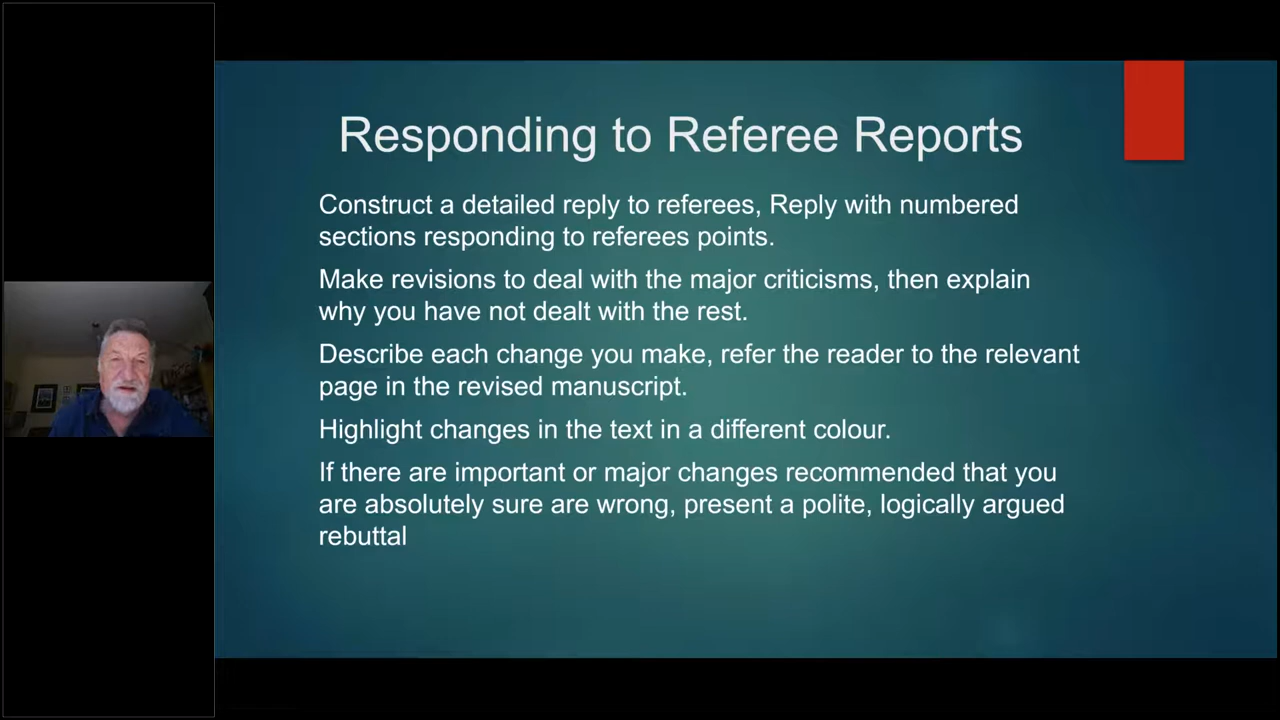 Responding to Referee Reports
Construct a detailed reply to referees, Reply with numbered
sections responding to referees points.
Make revisions to deal with the major criticisms, then explain
why you have not dealt with the rest.
Describe each change you make, refer the reader to the relevant
page in the revised manuscript.
Highlight changes in the text in a different colour.
If there are important or major changes recommended that you
are absolutely sure are wrong, present a polite, logically argued
rebuttal